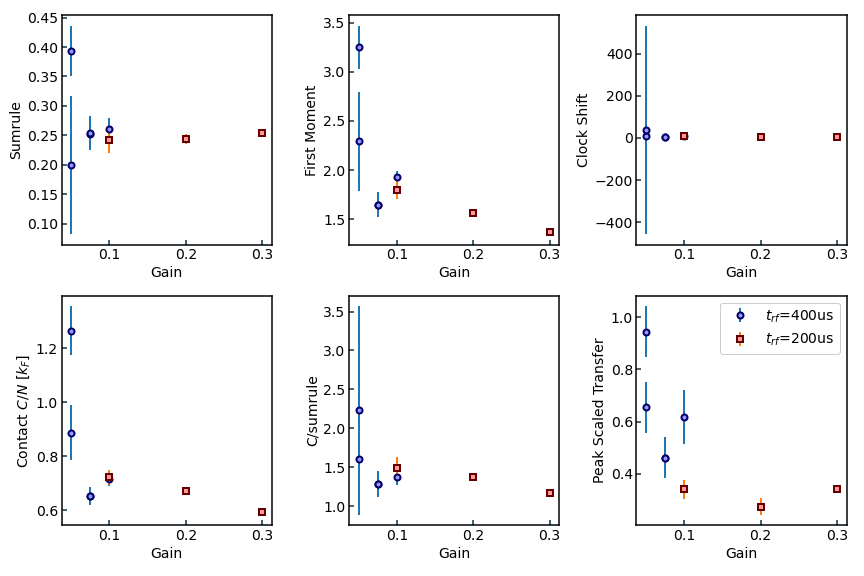 Sumrule
0.45
0.40
0.35
0.30
0.25
0.20
0.15
0.10
0.1 0.2 0.3
Gain
First Moment
3.5
3.0
2.5
2.0
1.5
0.1 0.2 0.3
Gain
Clock Shift
400
200
0
−200
−400
0.1 0.2 0.3
Gain
Contact C/N [k_F]
1.2
1.0
0.8
0.6
0.1 0.2 0.3
Gain
C/sumrule
3.5
3.0
2.5
2.0
1.5
1.0
0.1 0.2 0.3
Gain
Peak Scaled Transfer
1.0
0.8
0.6
0.4
0.1 0.2 0.3
Gain
t_rf=400us
t_rf=200us